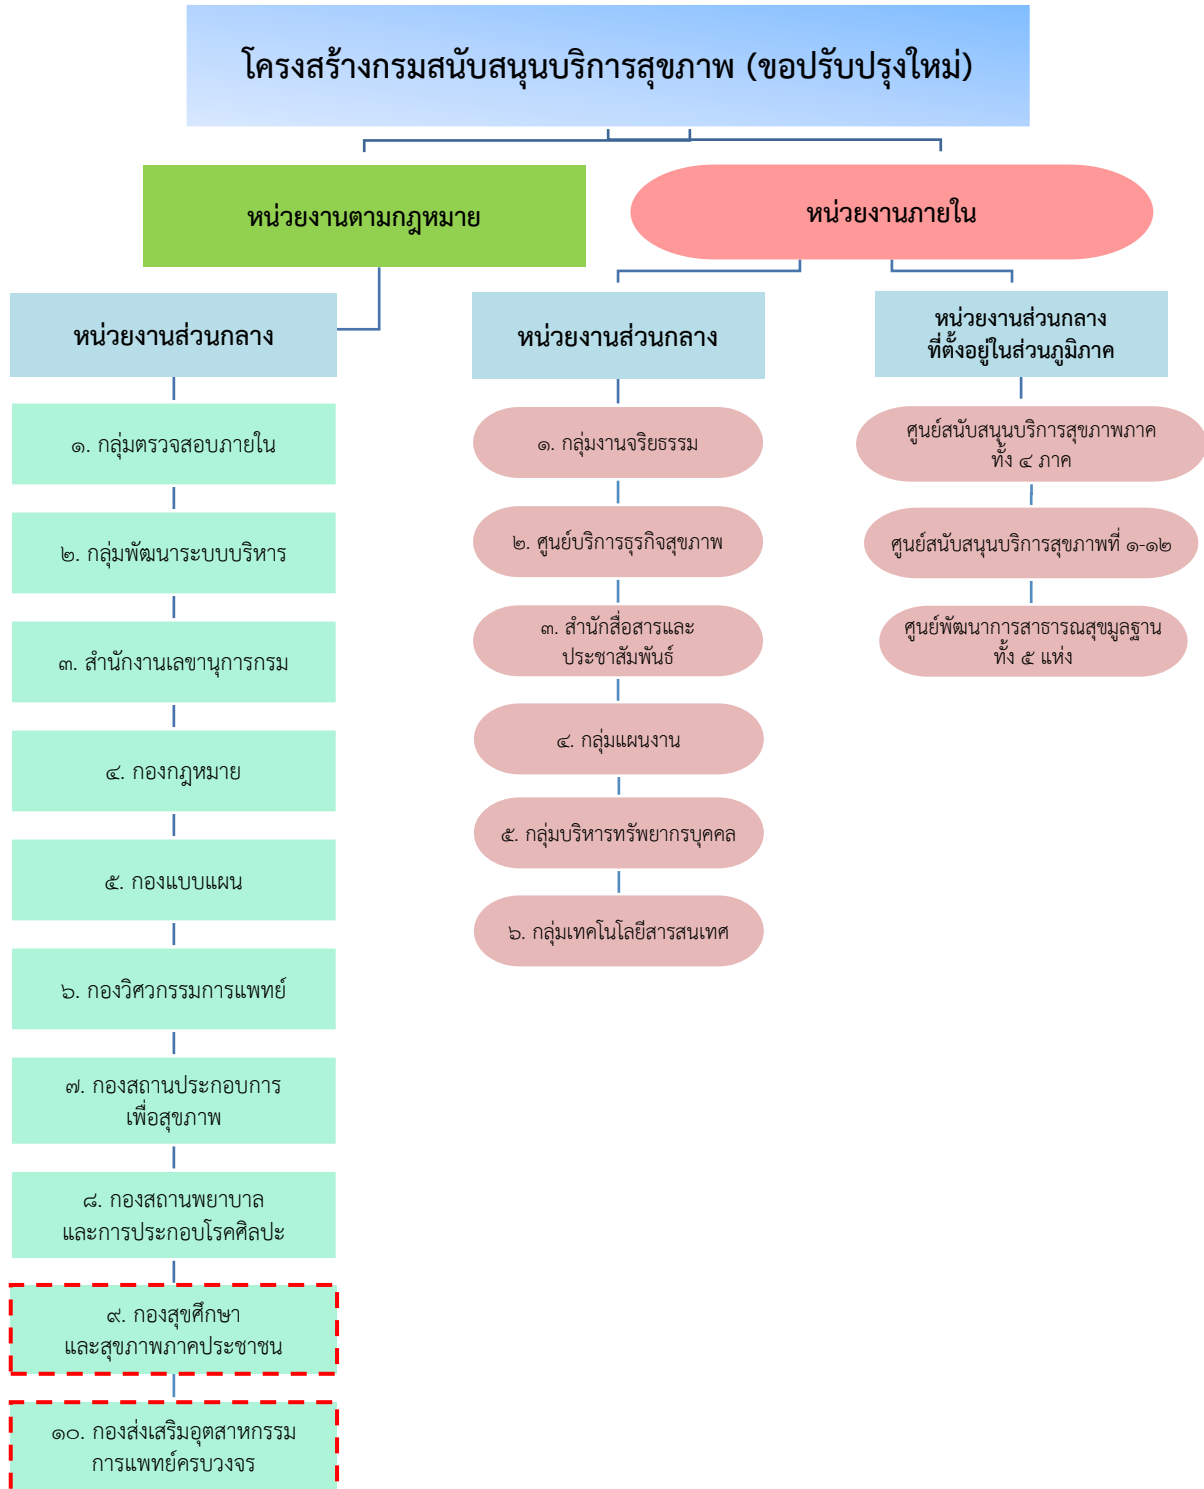 โครงสร้างกรมสนับสนุนบริการสุขภาพ (ขอปรับปรุงใหม่)
หน่วยงานตามกฎหมาย
หน่วยงานส่วนกลาง
๑. กลุ่มตรวจสอบภายใน
๒. กลุ่มพัฒนาระบบบริหาร
๓. สำนักงานเลขานุการกรม
๔. กองกฎหมาย
๕. กองแบบแผน
๖. กองวิศวกรรมการแพทย์
๗. กองสถานประกอบการ
เพื่อสุขภาพ
๘. กองสถานพยาบาล
และการประกอบโรคศิลปะ
๙. กองสุขศึกษา
และสุขภาพภาคประชาชน
๑๐. กองส่งเสริมอุตสาหกรรม
การแพทย์ครบวงจร
หน่วยงานภายใน
หน่วยงานส่วนกลาง
๑. กลุ่มงานจริยธรรม
๒. ศูนย์บริการธุรกิจสุขภาพ
๓. สำนักสื่อสารและ
ประชาสัมพันธ์
๔. กลุ่มแผนงาน
๕. กลุ่มบริหารทรัพยากรบุคคล
๖. กลุ่มเทคโนโลยีสารสนเทศ
หน่วยงานส่วนกลาง
ที่ตั้งอยู่ในส่วนภูมิภาค
ศูนย์สนับสนุนบริการสุขภาพภาค
ทั้ง ๔ ภาค
ศูนย์สนับสนุนบริการสุขภาพที่ ๑-๑๒
ศูนย์พัฒนาการสาธารณสุขมูลฐาน
ทั้ง ๕ แห่ง